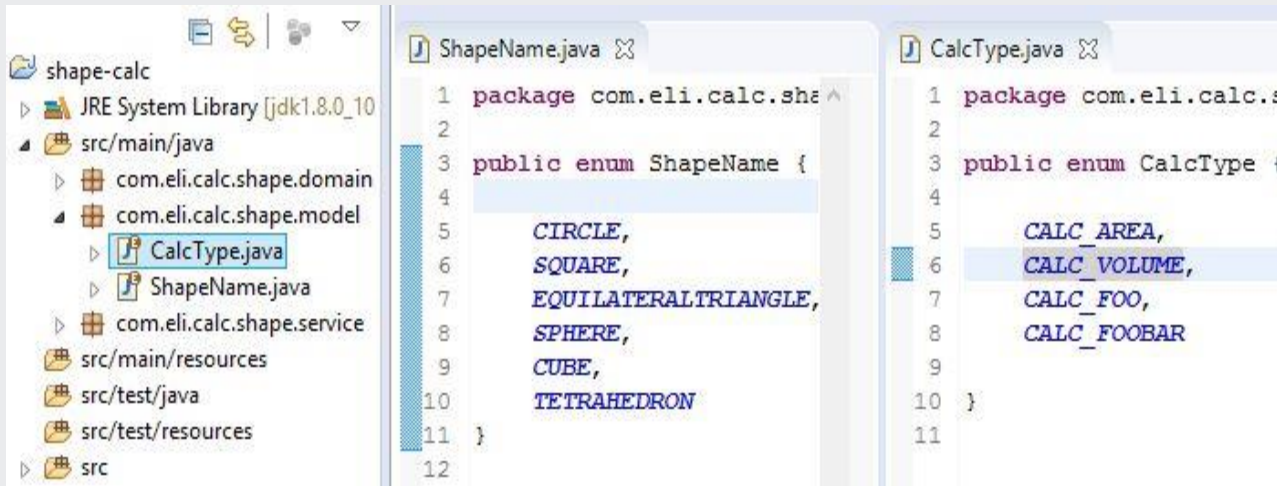 shape-calc
JRE System Library [jdk1.8.0_10
src/main/java
com.eli.calc.shape.domain
com.eli.calc.shape.model
CalcType.java
ShapeName.java
com.eli.calc.shape.service
src/main/resources
src/test/java
src/test/resources
src
ShapeName.java
1 package com.eli.calc.sha
2
3 public enum ShapeName {
4
5 CIRCLE,
6 SQUARE,
7 EQUILATERALTRIANGLE,
8 SPHERE,
9 CUBE,
10 TETRAHEDRON
11 }
12
CalcType.java
1 package com.eli.calc.s
2
3 public enum CalcType {
4
5 CALC_AREA,
6 CALC_VOLUME,
7 CALC_FOO,
8 CALC_FOOBAR
9
10 }
11